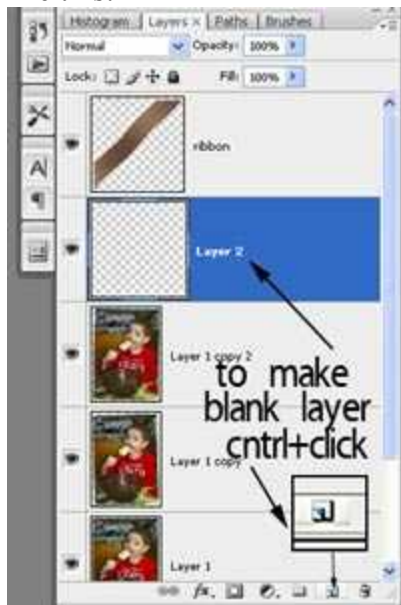 Histogram Layers × Paths Brushes
Normal Opacity: 100%
Lock: Fill: 100%
ribbon
Layer 2
Layer 1 copy 2
to make
blank layer
cntrl+click
Layer 1 copy
Layer 1
fx.